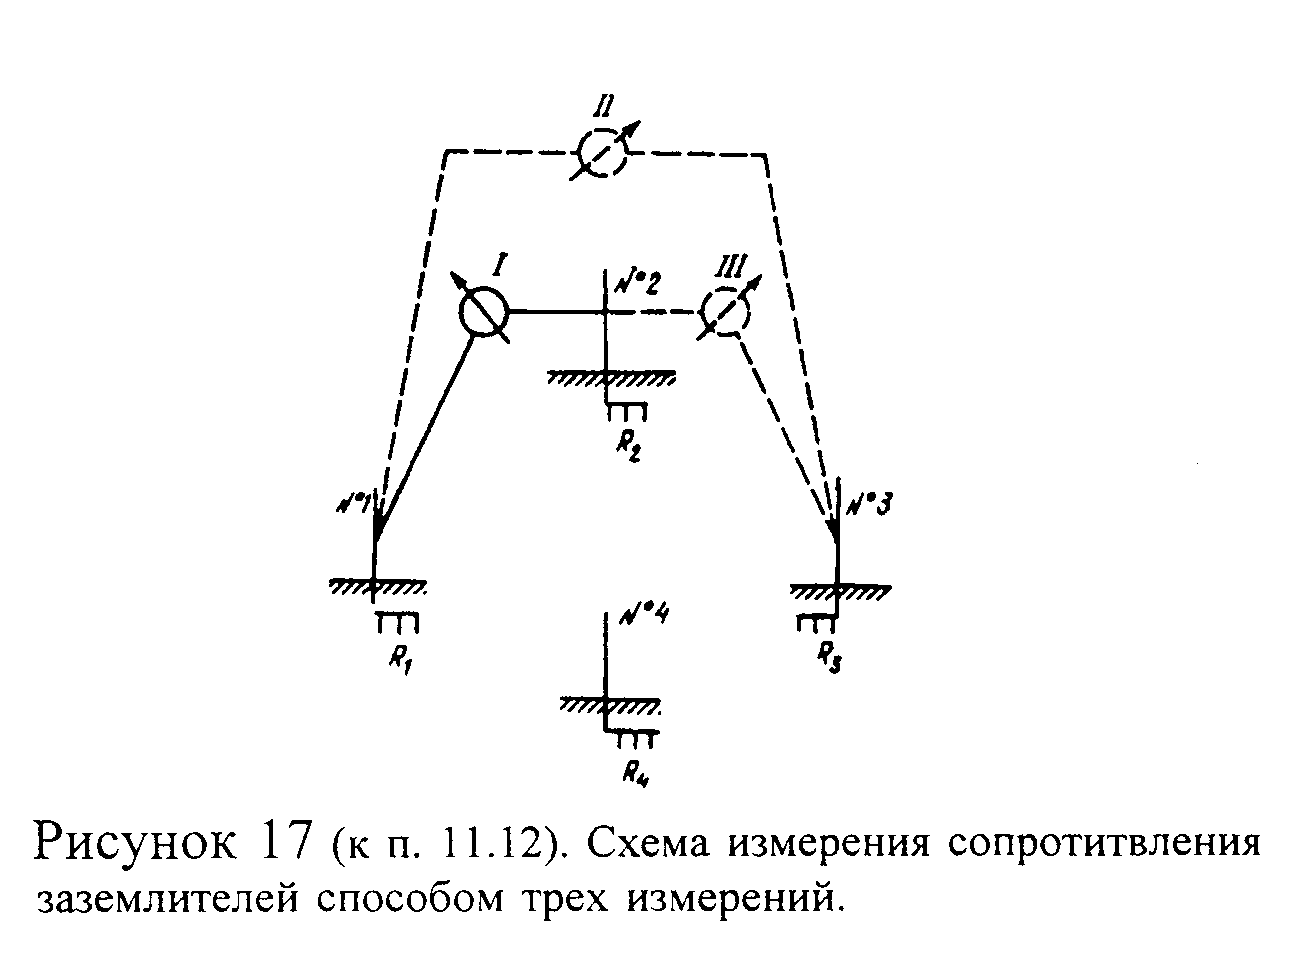 II
I
III
№2
R2
№1
№3
R1
№4
R3
R4
Рисунок 17 (к п. 11.12). Схема измерения сопротитвления
заземлителей способом трех измерений.